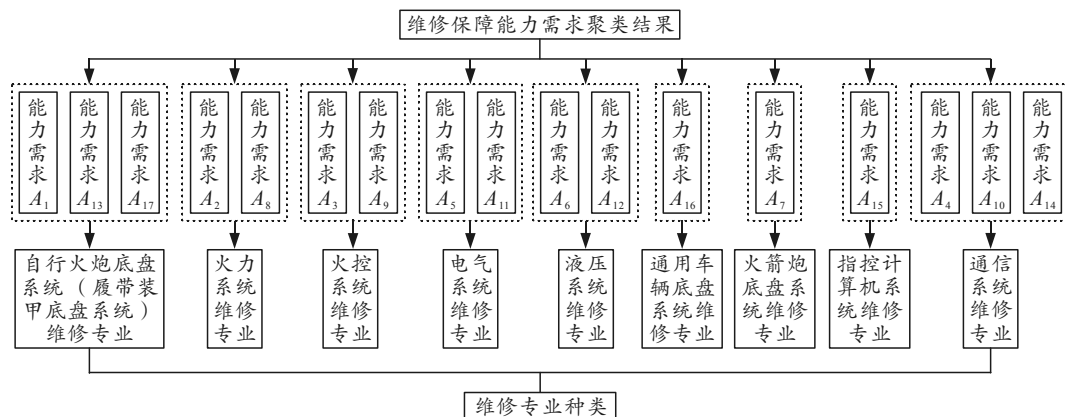 维修保障能力需求聚类结果
能力需求A₁
能力需求A₁₃
能力需求A₁₇
能力需求A₂
能力需求A₈
能力需求A₃
能力需求A₉
能力需求A₅
能力需求A₁₁
能力需求A₆
能力需求A₁₂
能力需求A₁₆
能力需求A₇
能力需求A₁₅
能力需求A₄
能力需求A₁₀
能力需求A₁₄
自行火炮底盘
系统（履带装
甲底盘系统）
维修专业
火力
系统
维修
专业
火控
系统
维修
专业
电气
系统
维修
专业
液压
系统
维修
专业
通用车
辆底盘
系统维
修专业
火箭炮
底盘系
统维修
专业
指控计
算机系
统维修
专业
通信
系统
维修
专业
维修专业种类